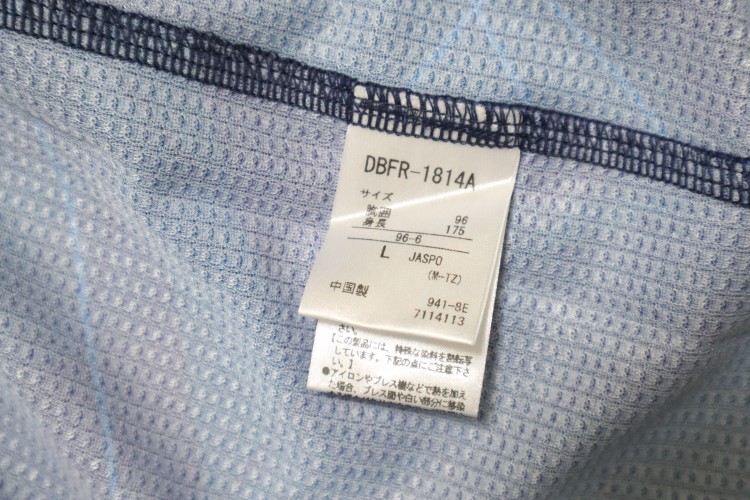 DBFR-1814A
サイズ
胸囲 96
身長 175
96-6
L JASPO
(M-TZ)
中国製 941-8E
7114113
さい。
【この製品には、特殊な染料を熱転写
しています。下記の点にご注意下さ
い。】
●アイロンやプレス機などで熱を加え
た場合、プレス面や白い部分に移染